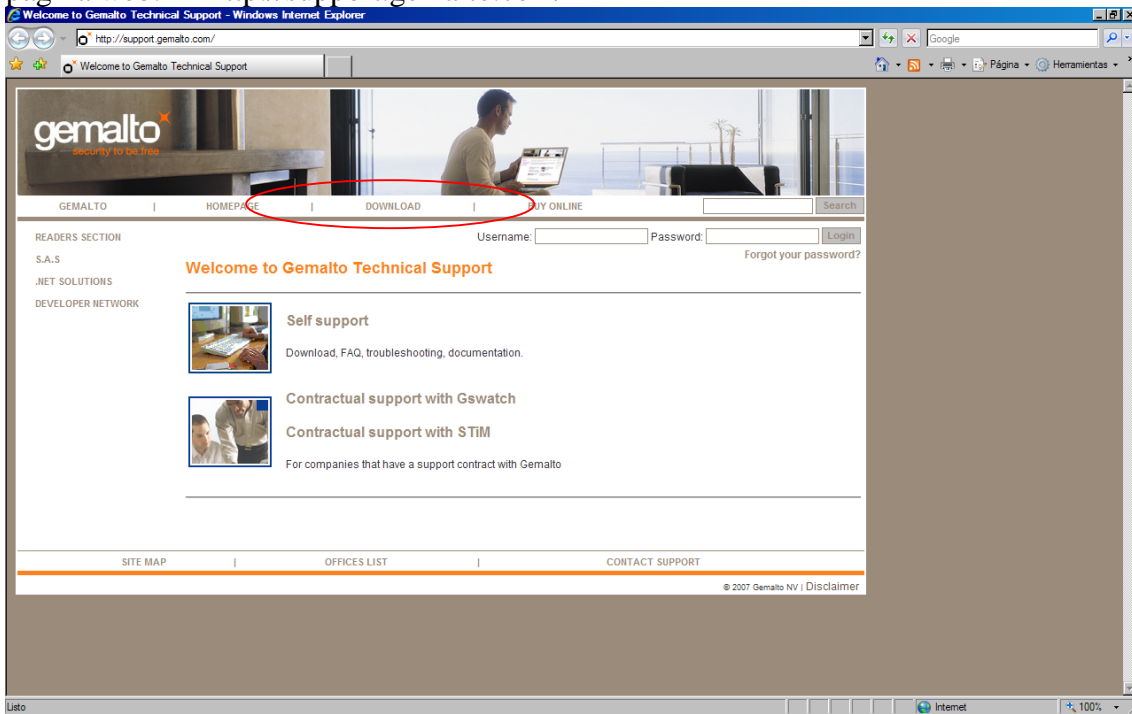 Welcome to Gemalto Technical Support - Windows Internet Explorer
http://support.gemalto.com/
Google
Welcome to Gemalto Technical Support
Página
Herramientas
gemalto
security to be free
GEMALTO | HOMEPAGE | DOWNLOAD | BUY ONLINE
Search
READERS SECTION
S.A.S
.NET SOLUTIONS
DEVELOPER NETWORK
Username:
Password:
Login
Forgot your password?
Welcome to Gemalto Technical Support
Self support
Download, FAQ, troubleshooting, documentation.
Contractual support with Gswatch
Contractual support with STiM
For companies that have a support contract with Gemalto
SITE MAP | OFFICES LIST | CONTACT SUPPORT
© 2007 Gemalto NV | Disclaimer
Listo
Internet
100%